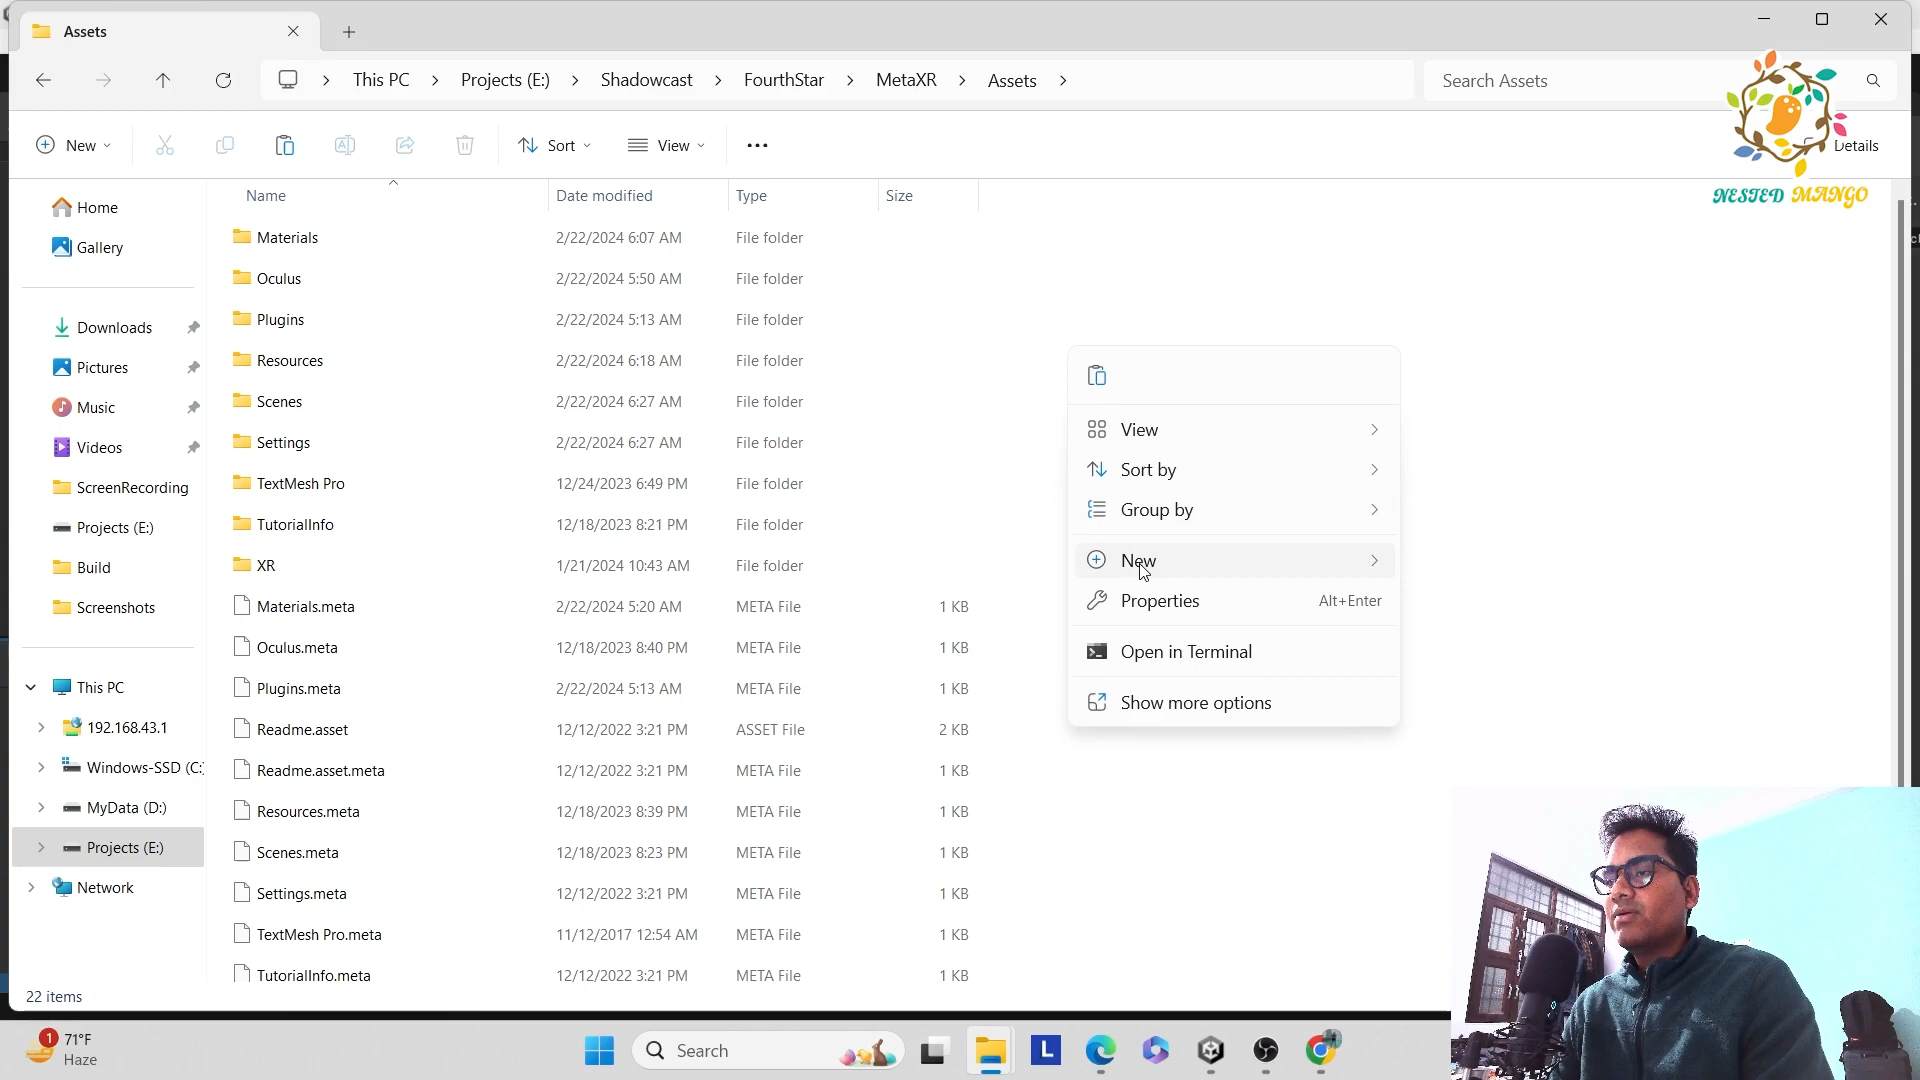 Assets
This PC
Projects (E:)
Shadowcast
FourthStar
MetaXR
Assets
Search Assets
New
Sort
View
Details
NESTED MANGO
Name
Date modified
Type
Size
Home
Gallery
Downloads
Pictures
Music
Videos
ScreenRecording
Projects (E:)
Build
Screenshots
This PC
192.168.43.1
Windows-SSD (C:)
MyData (D:)
Projects (E:)
Network
Materials 2/22/2024 6:07 AM File folder
Oculus 2/22/2024 5:50 AM File folder
Plugins 2/22/2024 5:13 AM File folder
Resources 2/22/2024 6:18 AM File folder
Scenes 2/22/2024 6:27 AM File folder
Settings 2/22/2024 6:27 AM File folder
TextMesh Pro 12/24/2023 6:49 PM File folder
TutorialInfo 12/18/2023 8:21 PM File folder
XR 1/21/2024 10:43 AM File folder
Materials.meta 2/22/2024 5:20 AM META File 1 KB
Oculus.meta 12/18/2023 8:40 PM META File 1 KB
Plugins.meta 2/22/2024 5:13 AM META File 1 KB
Readme.asset 12/12/2022 3:21 PM ASSET File 2 KB
Readme.asset.meta 12/12/2022 3:21 PM META File 1 KB
Resources.meta 12/18/2023 8:39 PM META File 1 KB
Scenes.meta 12/18/2023 8:23 PM META File 1 KB
Settings.meta 12/12/2022 3:21 PM META File 1 KB
TextMesh Pro.meta 11/12/2017 12:54 AM META File 1 KB
TutorialInfo.meta 12/12/2022 3:21 PM META File 1 KB
View
Sort by
Group by
New
Properties Alt+Enter
Open in Terminal
Show more options
22 items
1
71°F
Haze
Search
L